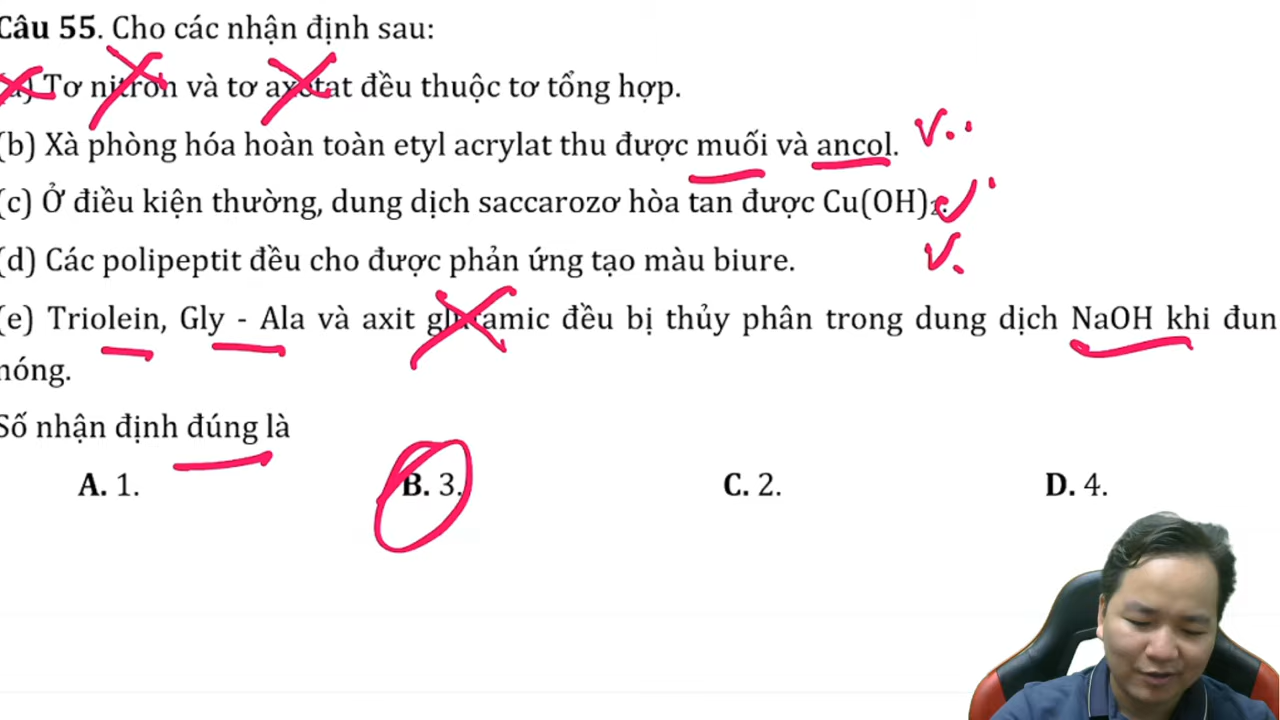 Câu 55. Cho các nhận định sau:
(a) Tơ nitron và tơ axetat đều thuộc tơ tổng hợp.
(b) Xà phòng hóa hoàn toàn etyl acrylat thu được muối và ancol.
(c) Ở điều kiện thường, dung dịch saccarozơ hòa tan được Cu(OH)₂.
(d) Các polipeptit đều cho được phản ứng tạo màu biure.
(e) Triolein, Gly - Ala và axit glutamic đều bị thủy phân trong dung dịch NaOH khi đun
nóng.
Số nhận định đúng là
A. 1. B. 3. C. 2. D. 4.